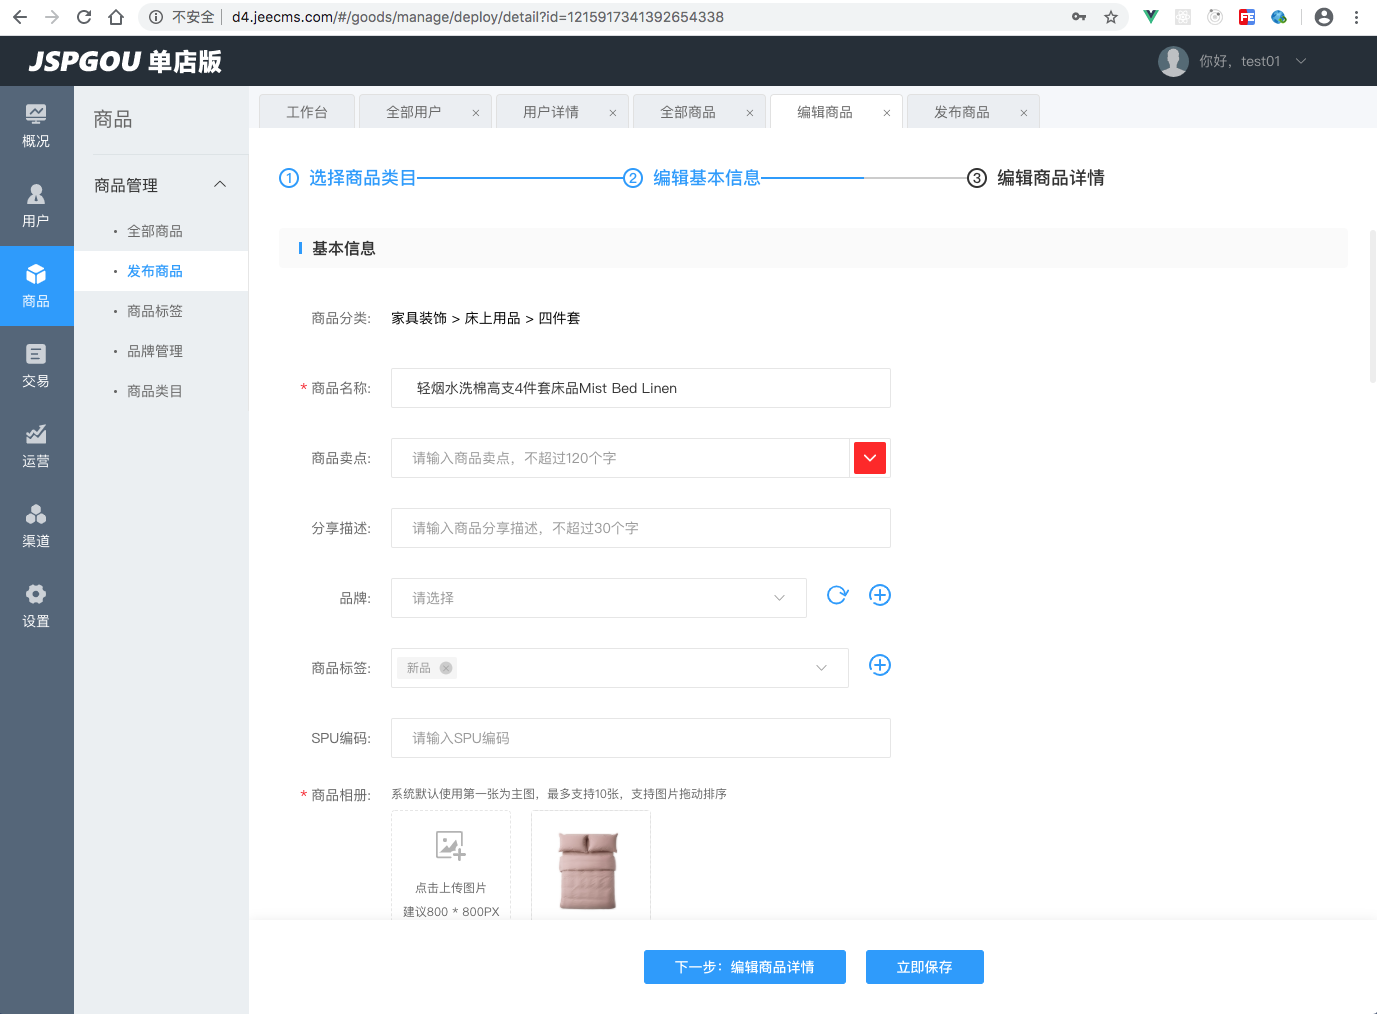 不安全 d4.jeecms.com/#/goods/manage/deploy/detail?id=1215917341392654338
FE
JSPGOU 单店版
你好，test01
概况
用户
商品
交易
运营
渠道
设置
商品
商品管理
全部商品
发布商品
商品标签
品牌管理
商品类目
工作台 全部用户 × 用户详情 × 全部商品 × 编辑商品 × 发布商品 ×
1 选择商品类目 2 编辑基本信息 3 编辑商品详情
基本信息
商品分类: 家具装饰 > 床上用品 > 四件套
* 商品名称: 轻烟水洗棉高支4件套床品Mist Bed Linen
商品卖点: 请输入商品卖点，不超过120个字
分享描述: 请输入商品分享描述，不超过30个字
品牌: 请选择
商品标签: 新品
SPU编码: 请输入SPU编码
* 商品相册: 系统默认使用第一张为主图，最多支持10张，支持图片拖动排序
点击上传图片
建议800 * 800PX
下一步：编辑商品详情 立即保存